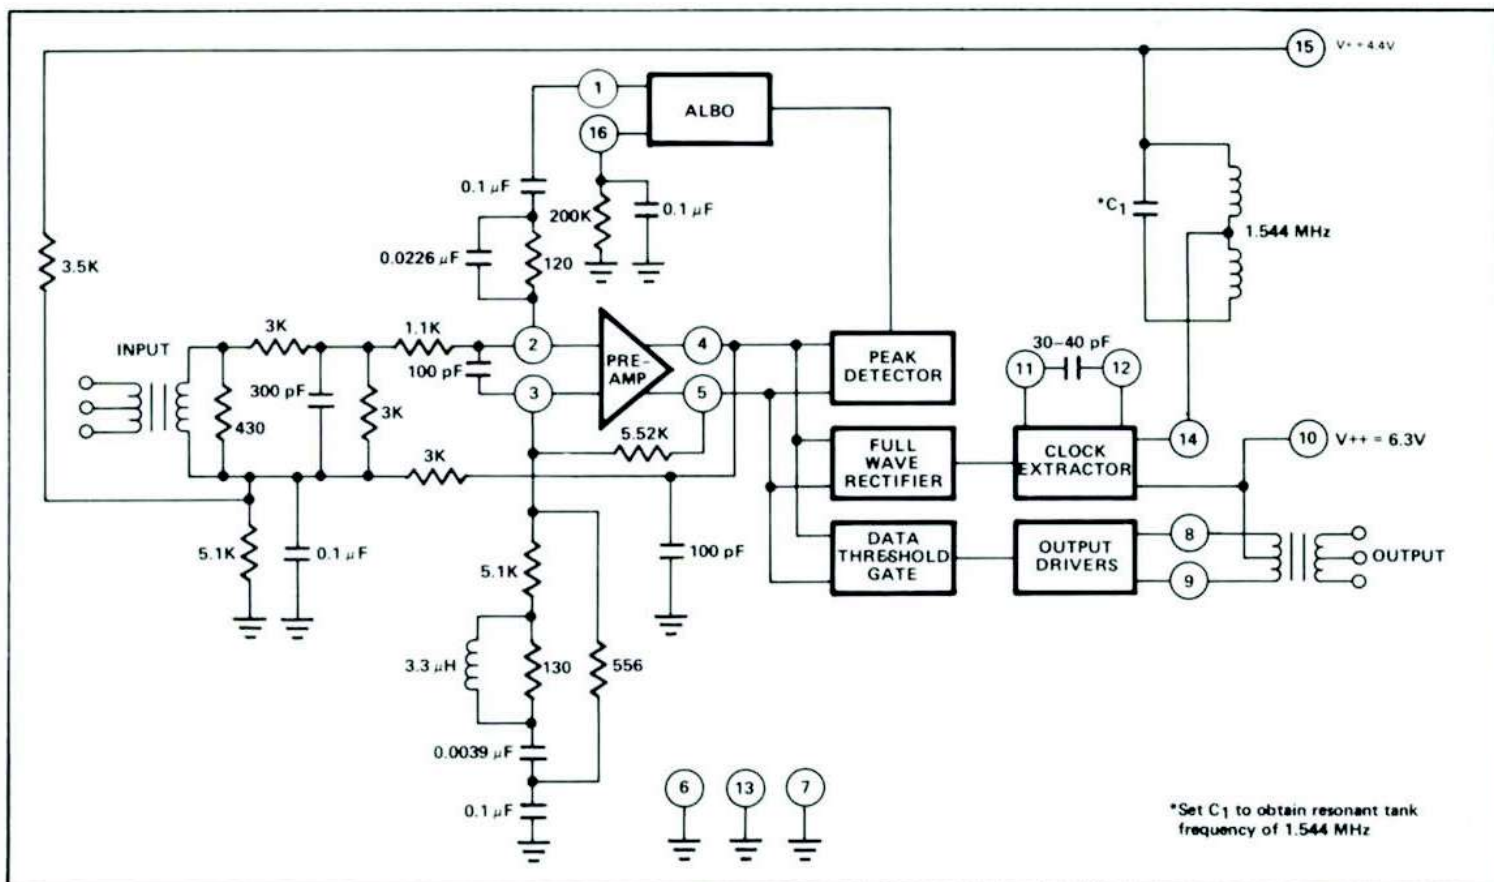 15 V++ 4.4V
1 ALBO
16
0.1 µF
200K 0.1 µF
*C1 1.544 MHz
3.5K
0.0226 µF 120
INPUT 3K 1.1K 2 4
30–40 pF
PRE-
AMP
PEAK
DETECTOR
11 12
300 pF 100 pF
3 5
430 3K
5.52K
14
10 V++ = 6.3V
3K
FULL
WAVE
RECTIFIER
CLOCK
EXTRACTOR
5.1K 0.1 µF
5.1K 100 pF
DATA
THRESHOLD
GATE
OUTPUT
DRIVERS
8
9
OUTPUT
3.3 µH 130 556
0.0039 µF
0.1 µF
6 13 7
*Set C1 to obtain resonant tank
frequency of 1.544 MHz